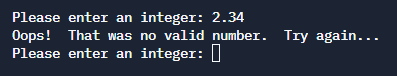 Please enter an integer: 2.34
Oops!  That was no valid number.  Try again...
Please enter an integer: